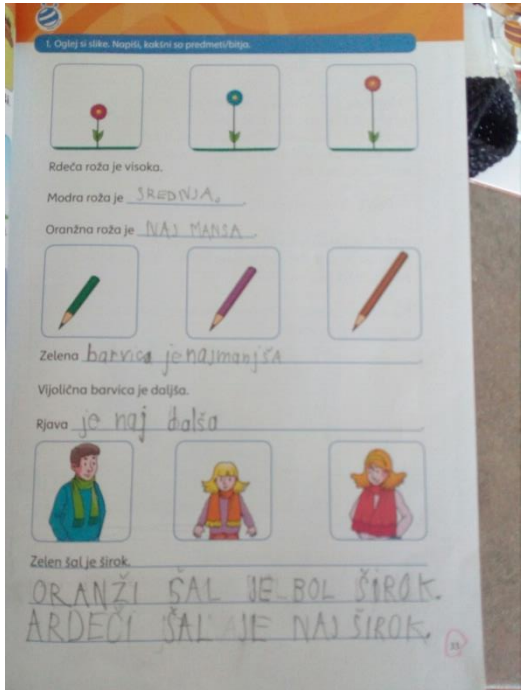 1. Oglej si slike. Napiši, kakšni so predmeti/bitja.
Rdeča roža je visoka.
Modra roža je SREDNJA.
Oranžna roža je NAJ MANSA
Zelena barvica je najmanjšA
Vijolična barvica je daljša.
Rjava je naj dalša
Zelen šal je širok.
ORANŽI ŠAL JE BOL ŠIROK.
ARDEČI ŠAL JE NAJ ŠIROK.
33